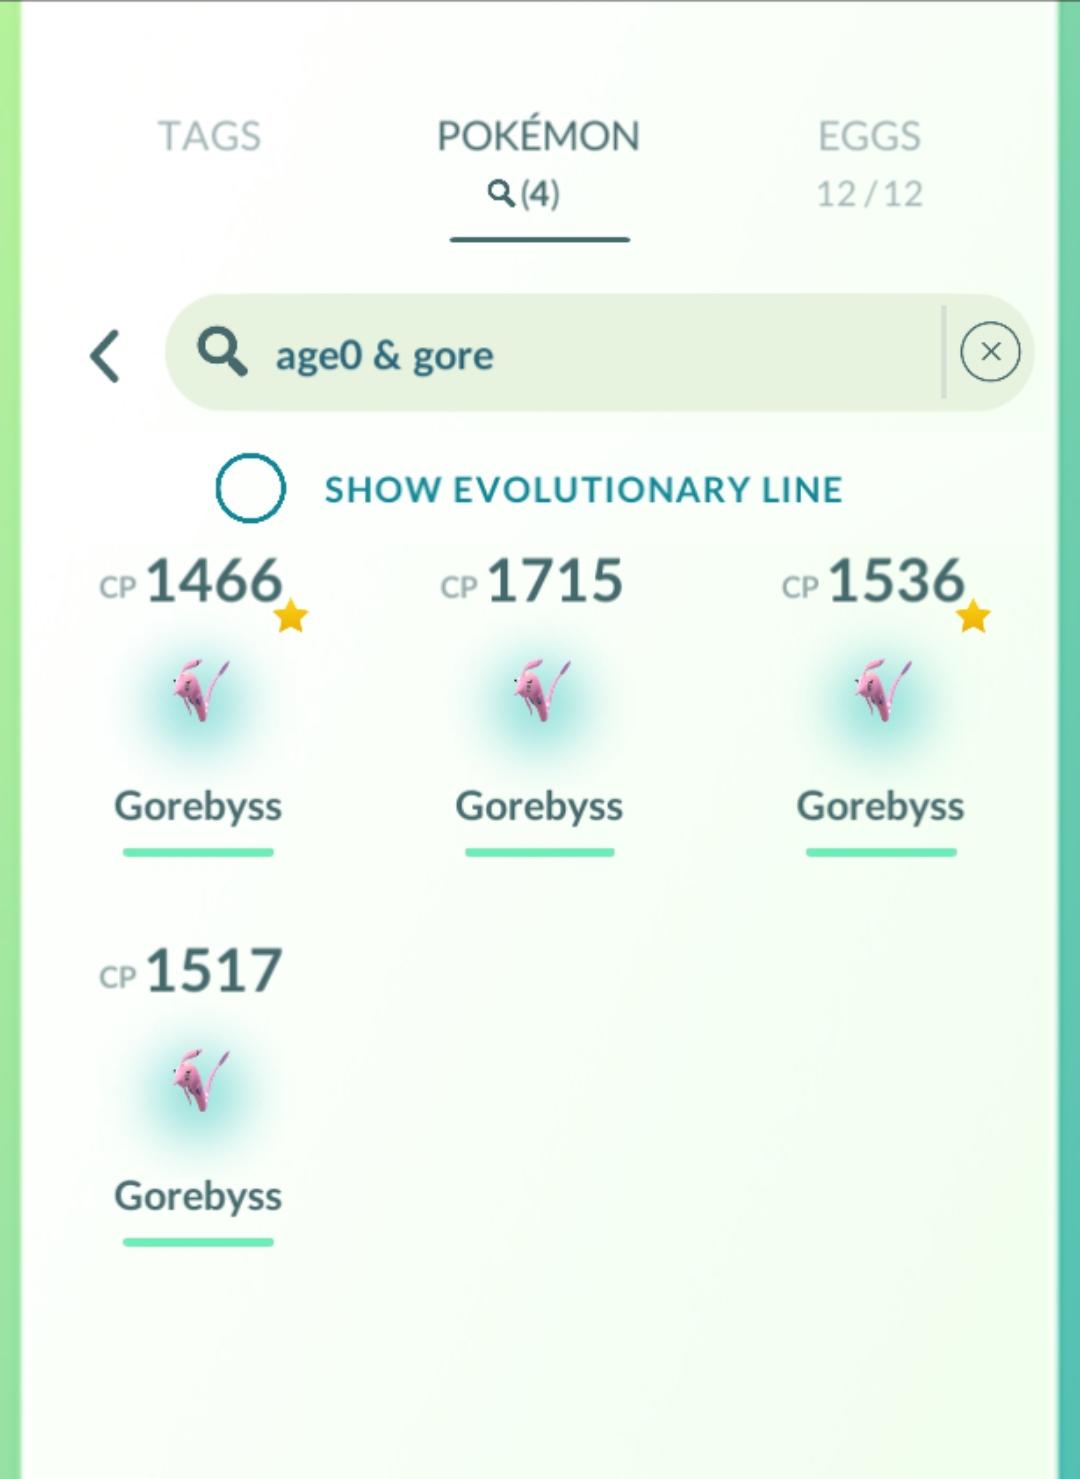 TAGS POKÉMON EGGS
(4) 12 / 12
age0 & gore
SHOW EVOLUTIONARY LINE
CP 1466 CP 1715 CP 1536
Gorebyss Gorebyss Gorebyss
CP 1517
Gorebyss